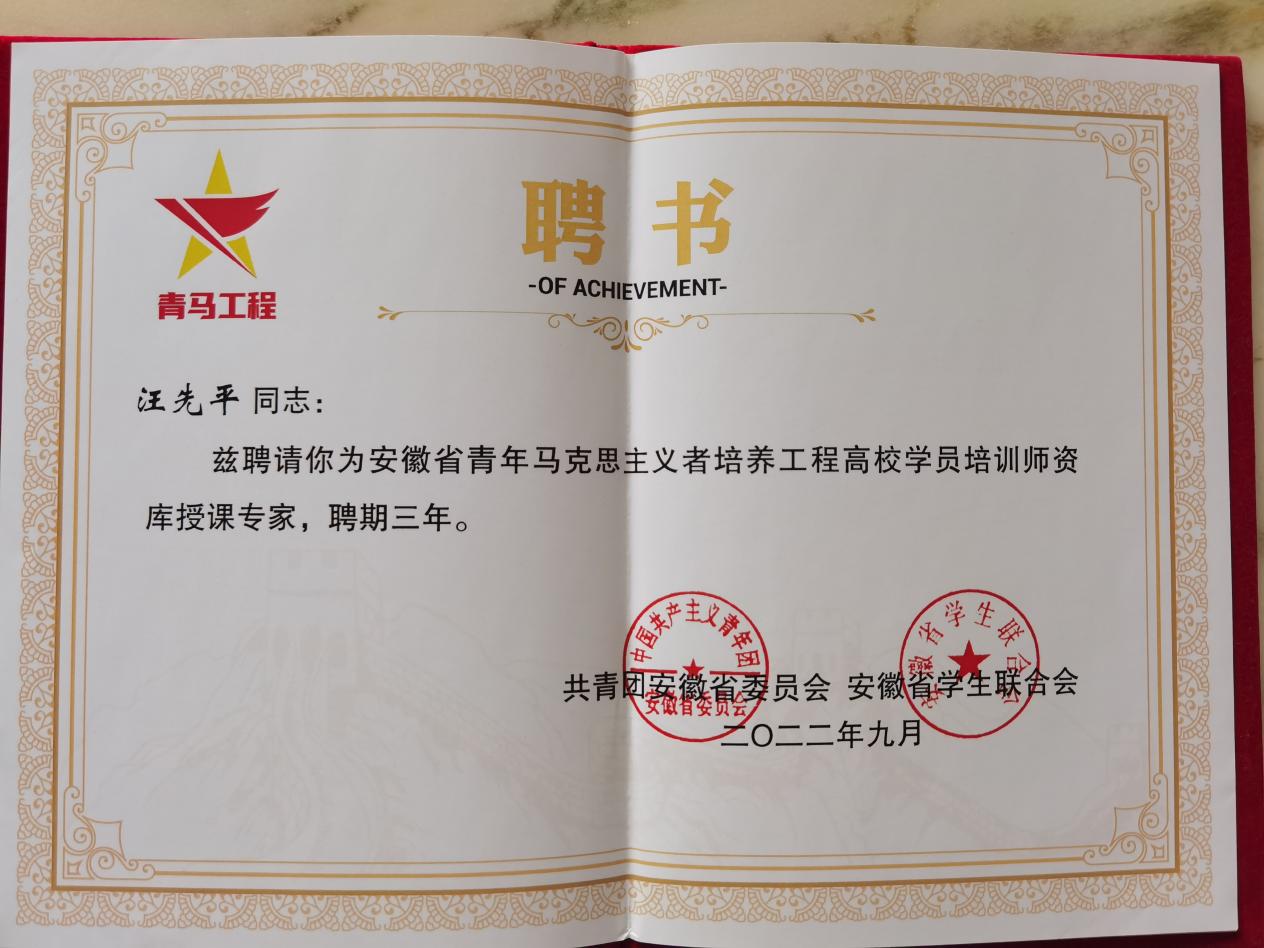 青马工程
聘书
-OF ACHIEVEMENT-
汪先平 同志：
兹聘请你为安徽省青年马克思主义者培养工程高校学员培训师资
库授课专家，聘期三年。
中国共产主义青年团
安徽省委员会
安徽省学生联合会
共青团安徽省委员会 安徽省学生联合会
二〇二二年九月